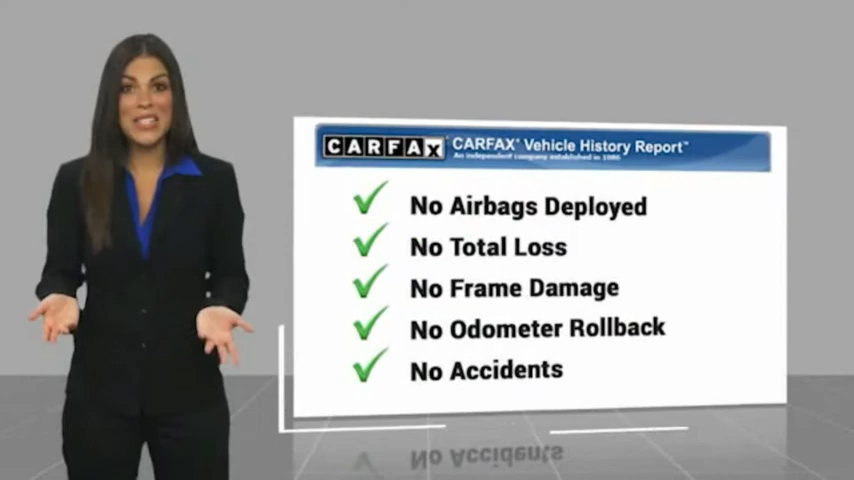 CARFAX CARFAX® Vehicle History Report™
An independent company established in 1986
No Airbags Deployed
No Total Loss
No Frame Damage
No Odometer Rollback
No Accidents
No Accidents